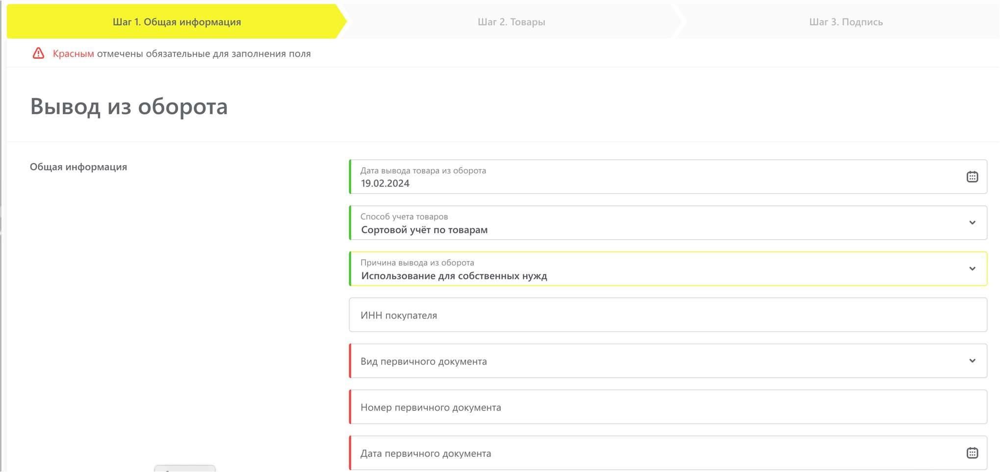 Шаг 1. Общая информация
Шаг 2. Товары
Шаг 3. Подпись
Красным отмечены обязательные для заполнения поля
Вывод из оборота
Общая информация
Дата вывода товара из оборота
19.02.2024
Способ учета товаров
Сортовой учёт по товарам
Причина вывода из оборота
Использование для собственных нужд
ИНН покупателя
Вид первичного документа
Номер первичного документа
Дата первичного документа